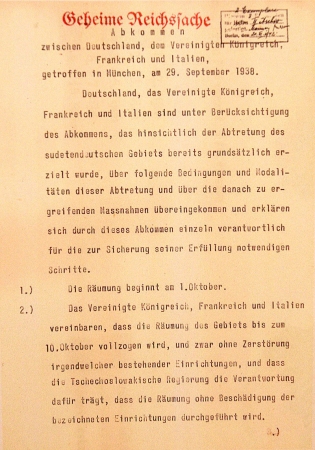 Geheime Reichssache
Abkommen
zwischen Deutschland, dem Vereinigten Königreich,
Frankreich und Italien,
getroffen in München, am 29. September 1938.
Deutschland, das Vereinigte Königreich,
Frankreich und Italien sind unter Berücksichtigung
des Abkommens, das hinsichtlich der Abtretung des
sudetendeutschen Gebiets bereits grundsätzlich er-
zielt wurde, über folgende Bedingungen und Modali-
täten dieser Abtretung und über die danach zu er-
greifenden Massnahmen übereingekommen und erklären
sich durch dieses Abkommen einzeln verantwortlich
für die zur Sicherung seiner Erfüllung notwendigen
Schritte.
1.) Die Räumung beginnt am 1.Oktober.
2.) Das Vereinigte Königreich, Frankreich und Italien
vereinbaren, dass die Räumung des Gebiets bis zum
10.Oktober vollzogen wird, und zwar ohne Zerstörung
irgendwelcher bestehender Einrichtungen, und dass
die Tschechoslowakische Regierung die Verantwortung
dafür trägt, dass die Räumung ohne Beschädigung der
bezeichneten Einrichtungen durchgeführt wird.